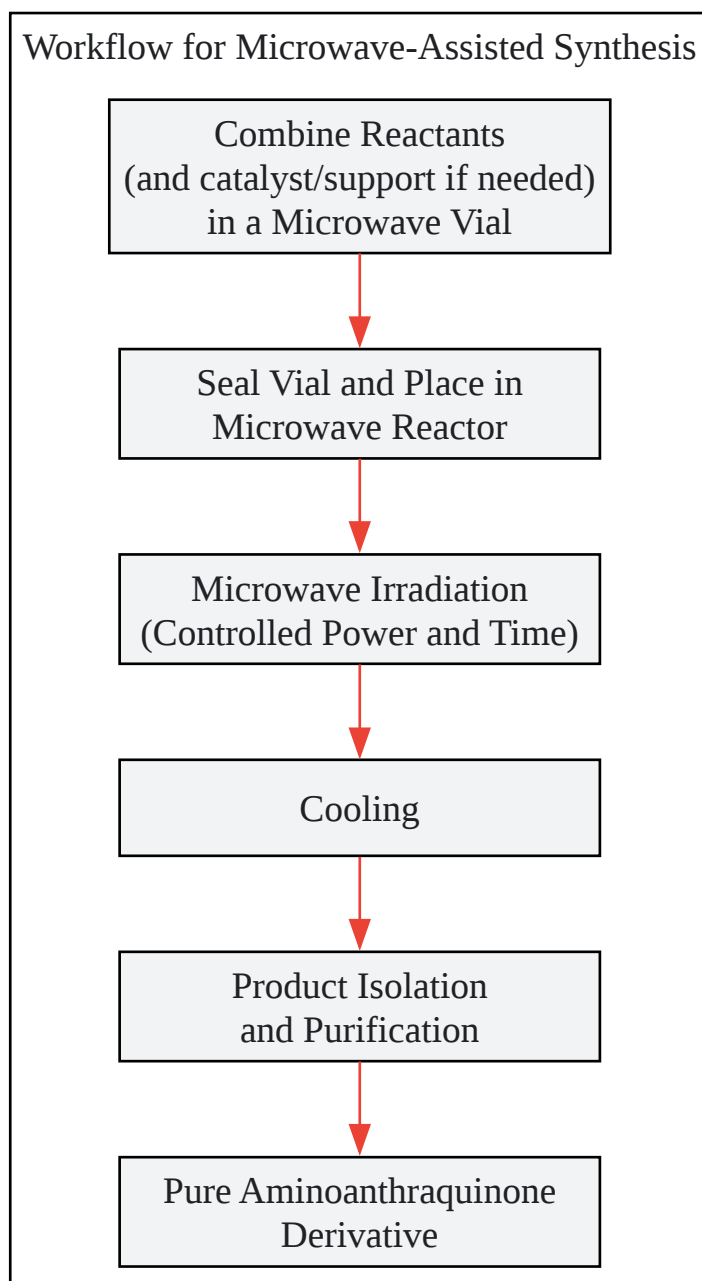 Workflow for Microwave-Assisted Synthesis
Combine Reactants
(and catalyst/support if needed)
in a Microwave Vial
Seal Vial and Place in
Microwave Reactor
Microwave Irradiation
(Controlled Power and Time)
Cooling
Product Isolation
and Purification
Pure Aminoanthraquinone
Derivative